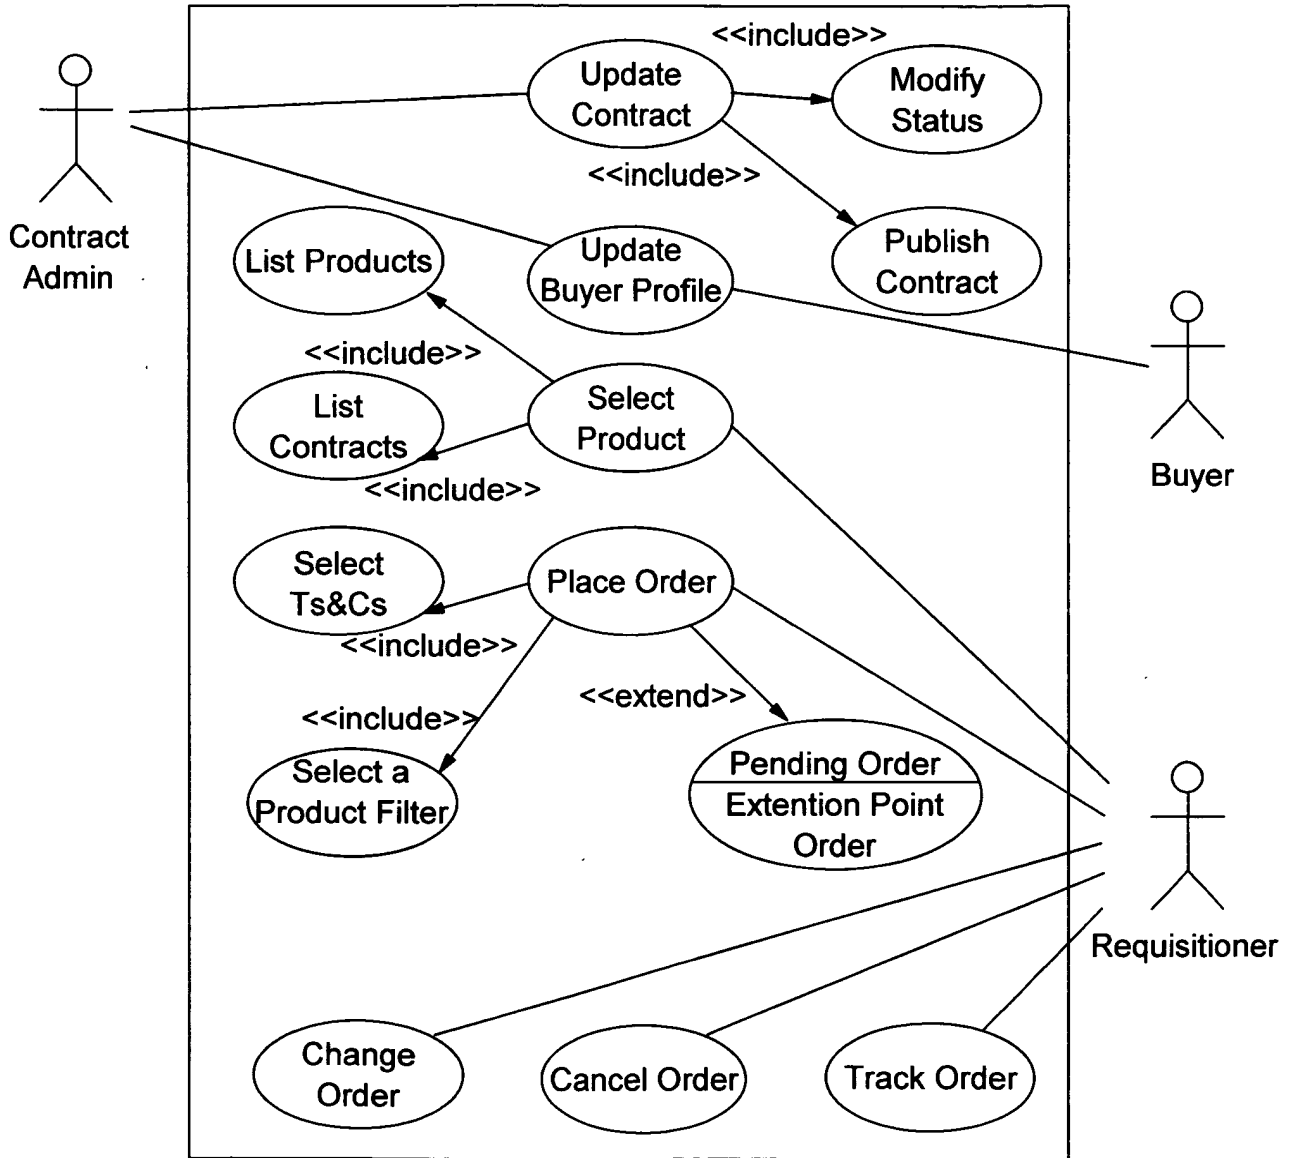 <<include>>
Update
Contract
Modify
Status
<<include>>
Contract
Admin
List Products
Update
Buyer Profile
Publish
Contract
<<include>>
List
Contracts
Select
Product
<<include>>
Buyer
Select
Ts&Cs
Place Order
<<include>>
<<extend>>
<<include>>
Select a
Product Filter
Pending Order
Extention Point
Order
Requisitioner
Change
Order
Cancel Order
Track Order